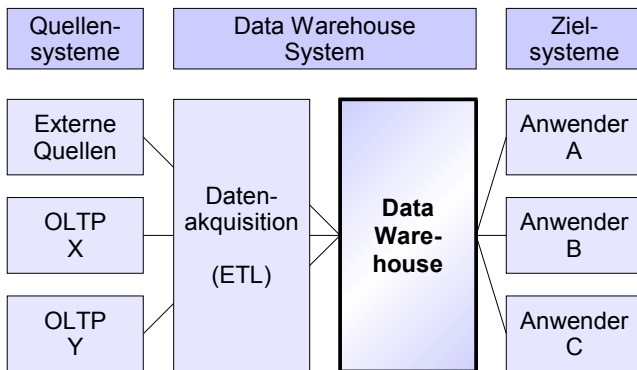 Quellen-
systeme
Data Warehouse
System
Ziel-
systeme
Externe
Quellen
OLTP
X
OLTP
Y
Daten-
akquisition
(ETL)
Data
Ware-
house
Anwender
A
Anwender
B
Anwender
C